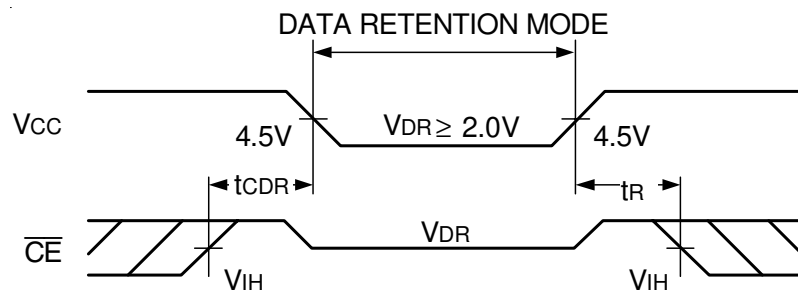 DATA RETENTION MODE
VCC
4.5V
VDR ≥ 2.0V
4.5V
tCDR
tR
CE
VDR
VIH
VIH